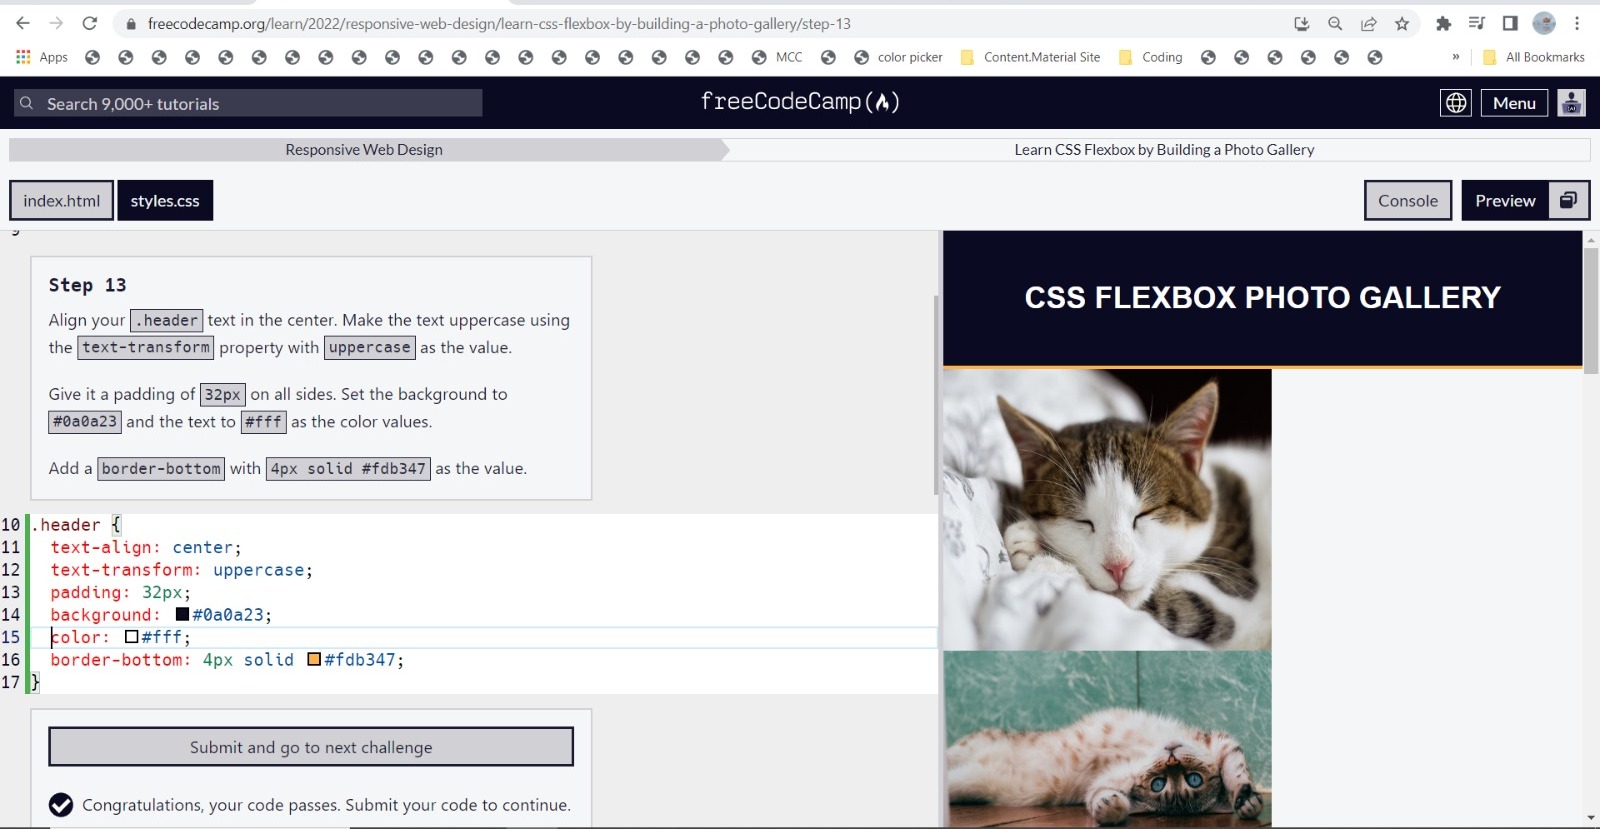 freecodecamp.org/learn/2022/responsive-web-design/learn-css-flexbox-by-building-a-photo-gallery/step-13
Apps MCC color picker Content.Material Site Coding » All Bookmarks
Search 9,000+ tutorials freeCodeCamp Menu
Responsive Web Design Learn CSS Flexbox by Building a Photo Gallery
index.html styles.css Console Preview
Step 13
Align your .header text in the center. Make the text uppercase using
the text-transform property with uppercase as the value.
Give it a padding of 32px on all sides. Set the background to
#0a0a23 and the text to #fff as the color values.
Add a border-bottom with 4px solid #fdb347 as the value.
10 .header {
11 text-align: center;
12 text-transform: uppercase;
13 padding: 32px;
14 background: #0a0a23;
15 color: #fff;
16 border-bottom: 4px solid #fdb347;
17 }
Submit and go to next challenge
Congratulations, your code passes. Submit your code to continue.
CSS FLEXBOX PHOTO GALLERY